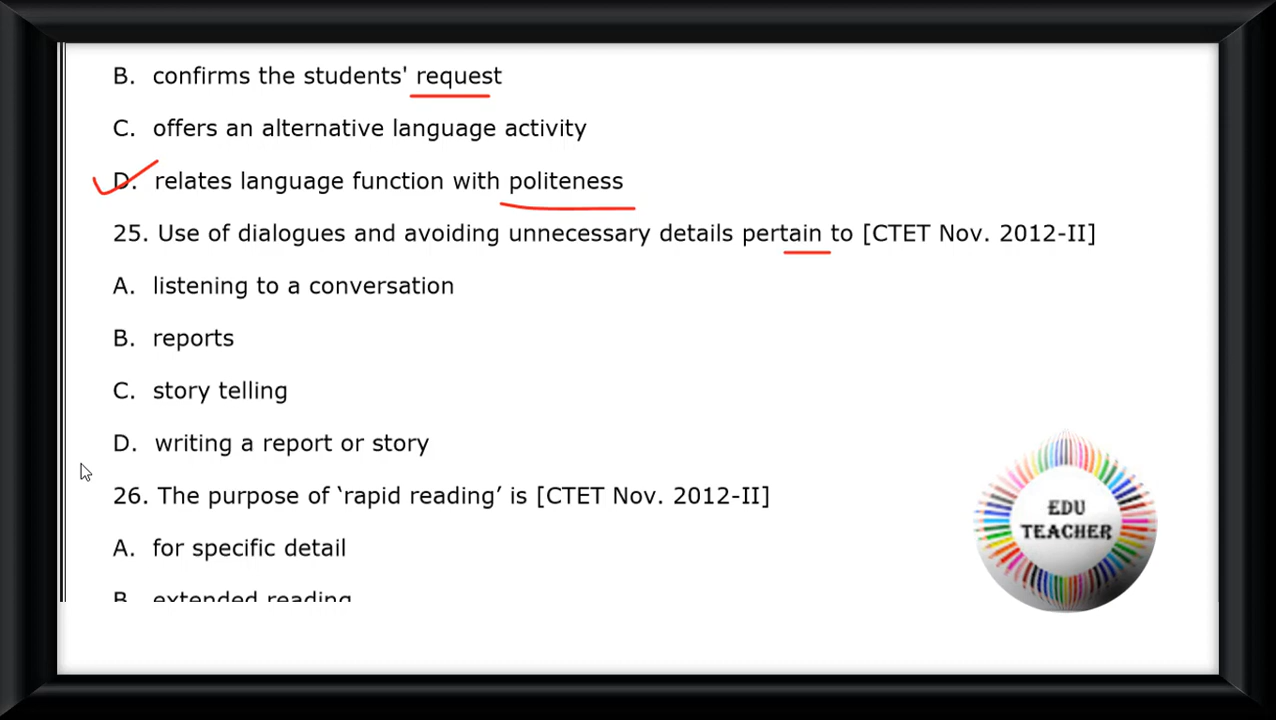 B. confirms the students' request
C. offers an alternative language activity
D. relates language function with politeness
25. Use of dialogues and avoiding unnecessary details pertain to [CTET Nov. 2012-II]
A. listening to a conversation
B. reports
C. story telling
D. writing a report or story
26. The purpose of ‘rapid reading’ is [CTET Nov. 2012-II]
A. for specific detail
B. extended reading
EDU
TEACHER